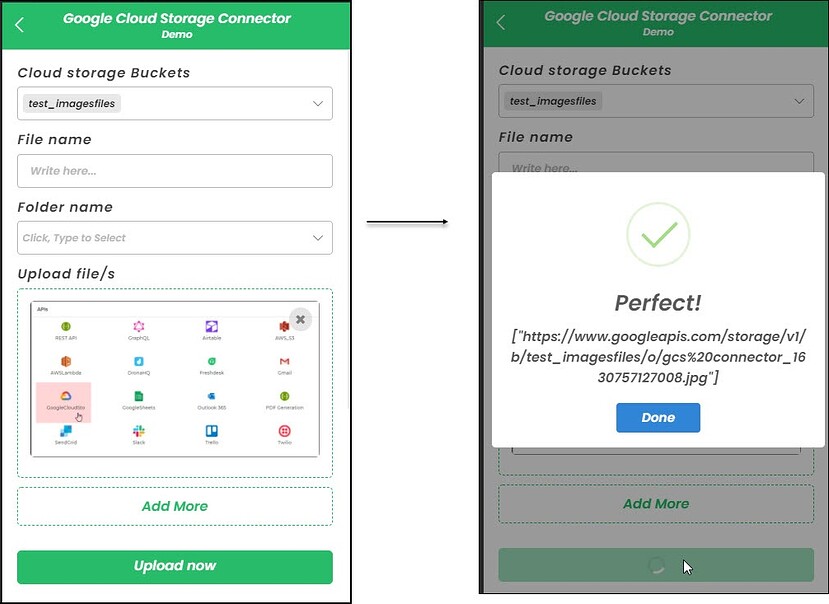 Google Cloud Storage Connector
Demo
Cloud storage Buckets
test_imagesfiles
File name
Write here...
Folder name
Click, Type to Select
Upload file/s
APIs
REST API
GraphQL
Airtable
AWS_S3
AWSLambda
DronaHQ
Freshdesk
Gmail
GoogleSheets
Outlook 365
PDF Generation
SendGrid
Slack
Trello
Twilio
Add More
Upload now
Google Cloud Storage Connector
Demo
Cloud storage Buckets
test_imagesfiles
File name
Write here...
Perfect!
["https://www.googleapis.com/storage/v1/
b/test_imagesfiles/o/gcs%20connector_16
30757127008.jpg"]
Done
Add More